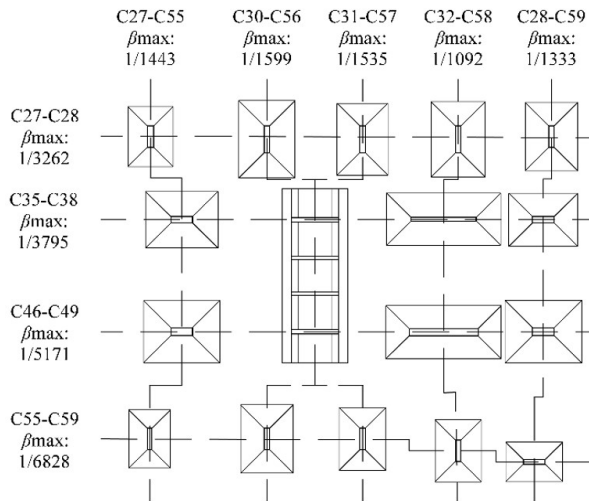 C27-C55 C30-C56 C31-C57 C32-C58 C28-C59
βmax: βmax: βmax: βmax: βmax:
1/1443 1/1599 1/1535 1/1092 1/1333
C27-C28
βmax:
1/3262
C35-C38
βmax:
1/3795
C46-C49
βmax:
1/5171
C55-C59
βmax:
1/6828